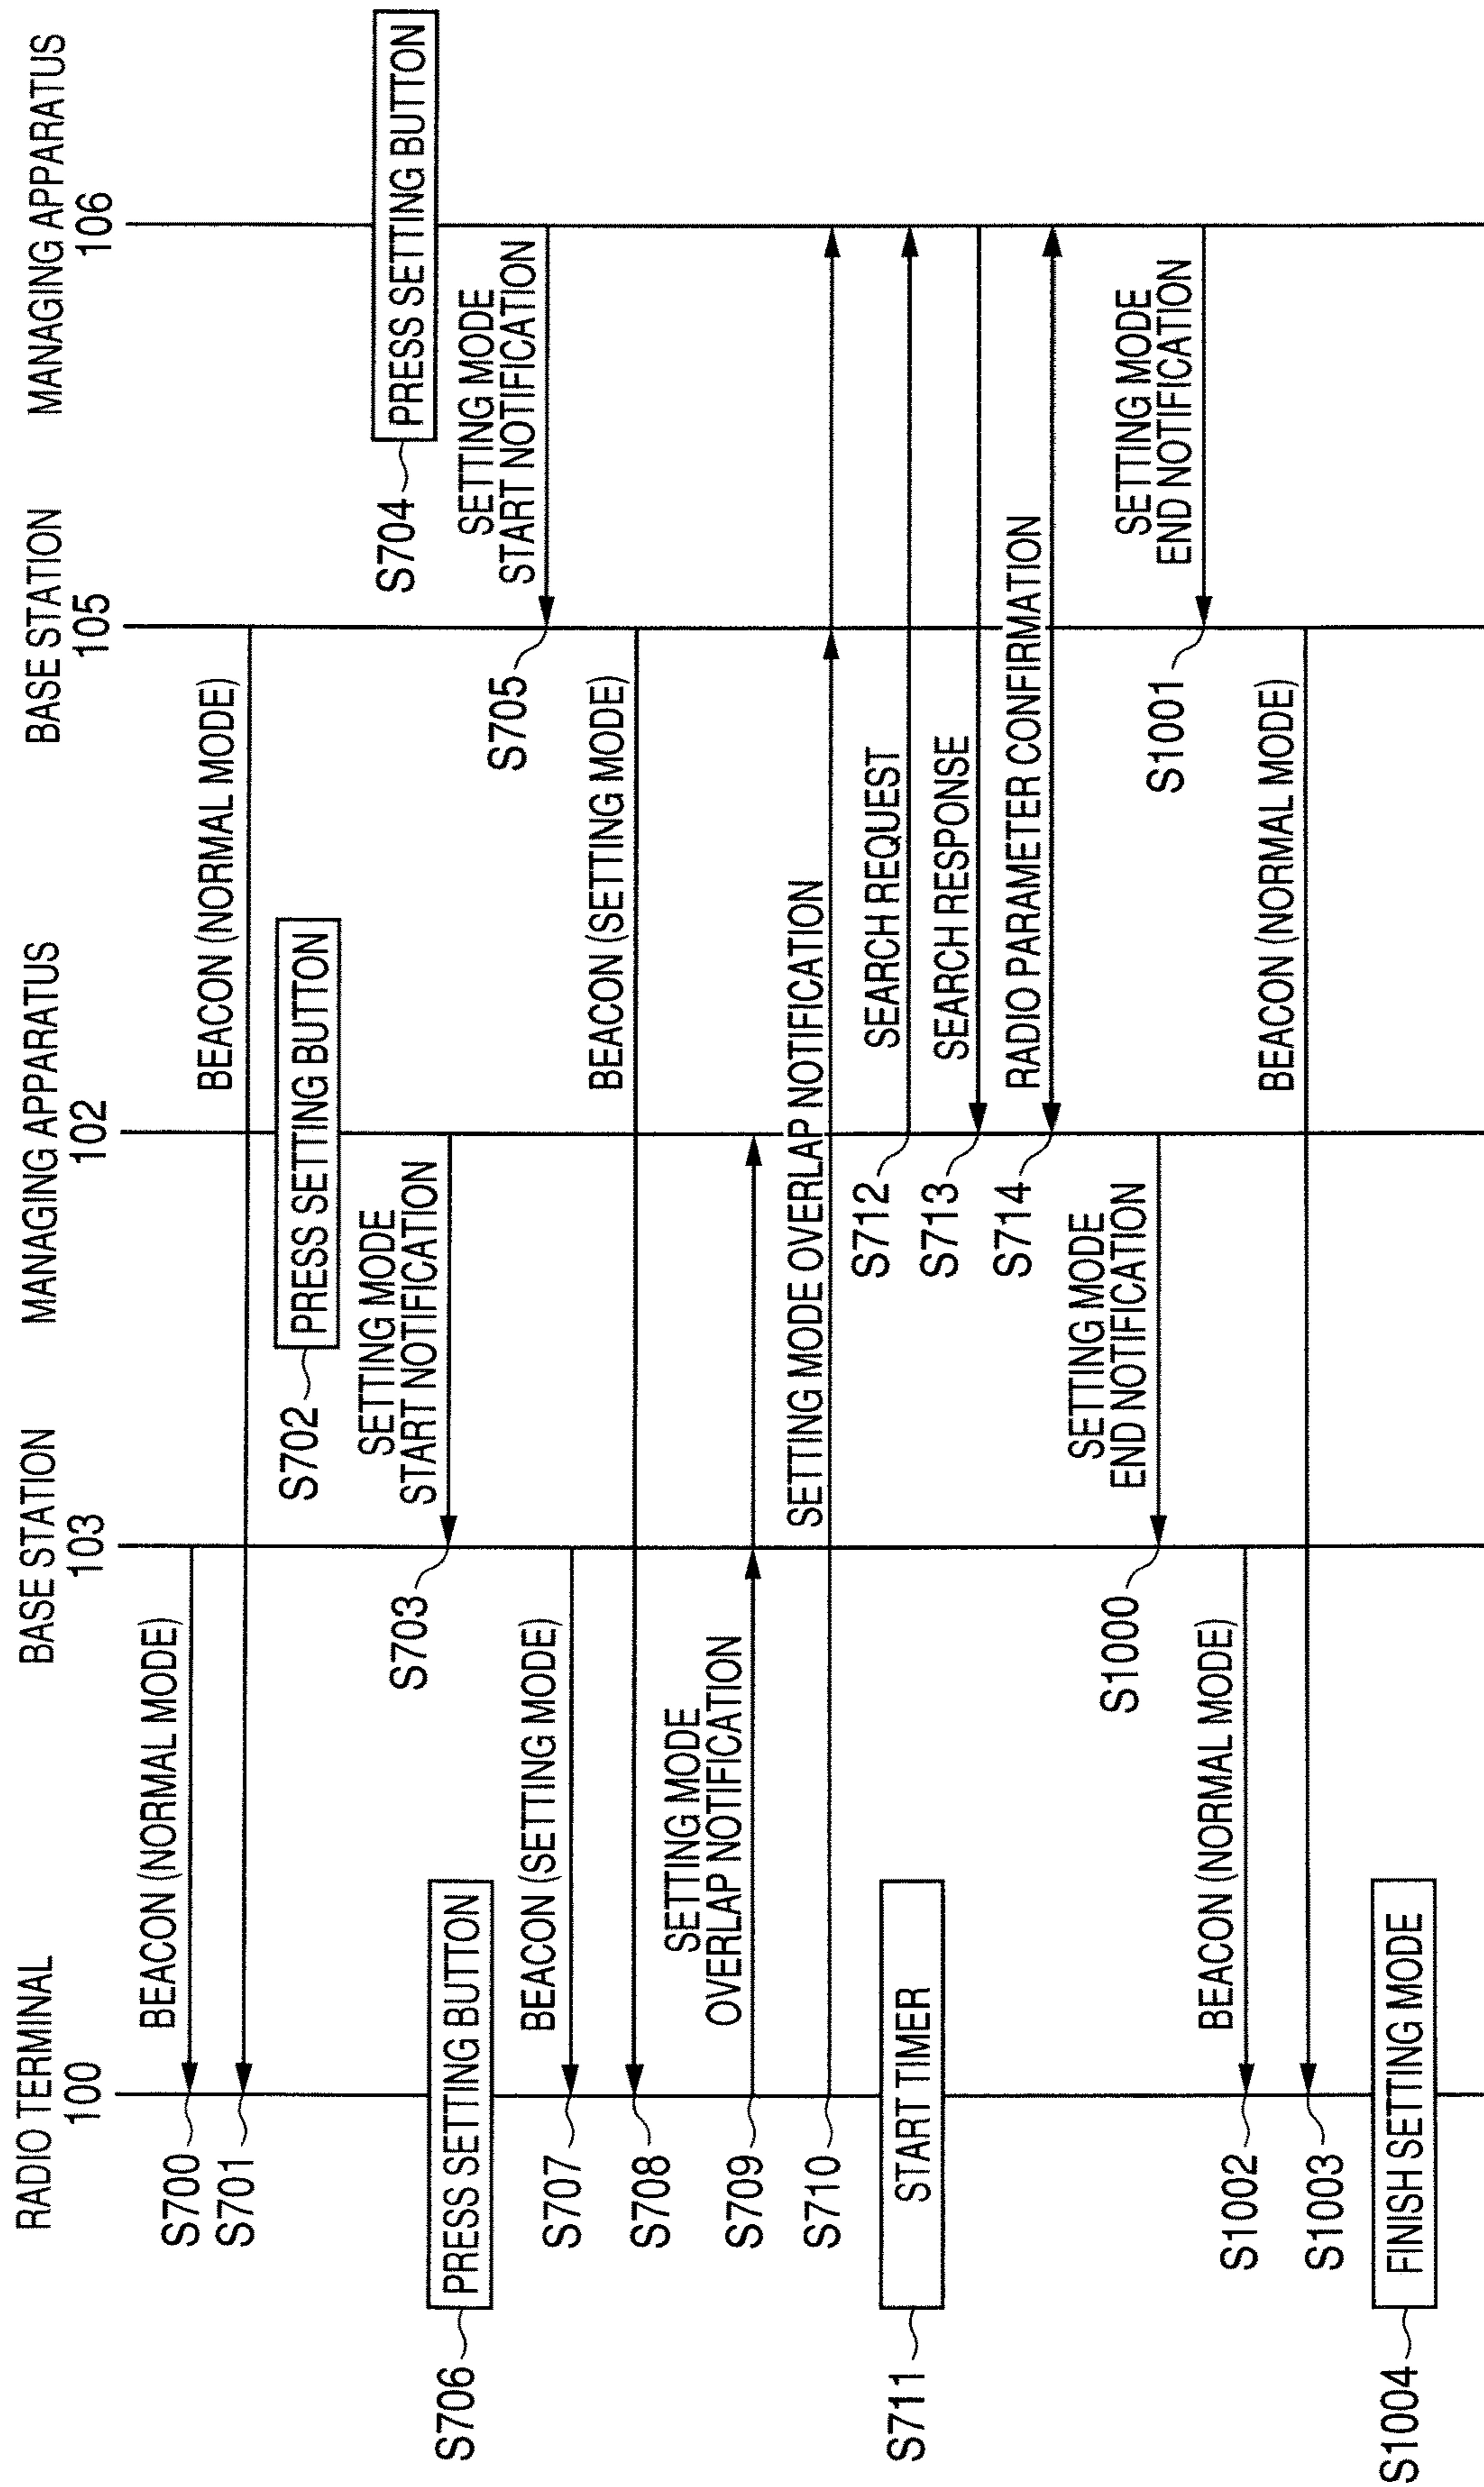 RADIO TERMINAL
100
BASE STATION
103
MANAGING APPARATUS
102
BASE STATION
105
MANAGING APPARATUS
106
S700
BEACON (NORMAL MODE)
S701
BEACON (NORMAL MODE)
S702
PRESS SETTING BUTTON
S703
SETTING MODE
START NOTIFICATION
S704
PRESS SETTING BUTTON
S706
PRESS SETTING BUTTON
S705
SETTING MODE
START NOTIFICATION
S707
BEACON (SETTING MODE)
S708
BEACON (SETTING MODE)
S709
SETTING MODE
OVERLAP NOTIFICATION
S710
SETTING MODE OVERLAP NOTIFICATION
S711
START TIMER
S712
SEARCH REQUEST
S713
SEARCH RESPONSE
S714
RADIO PARAMETER CONFIRMATION
S1000
SETTING MODE
END NOTIFICATION
S1001
SETTING MODE
END NOTIFICATION
S1002
BEACON (NORMAL MODE)
S1003
BEACON (NORMAL MODE)
S1004
FINISH SETTING MODE